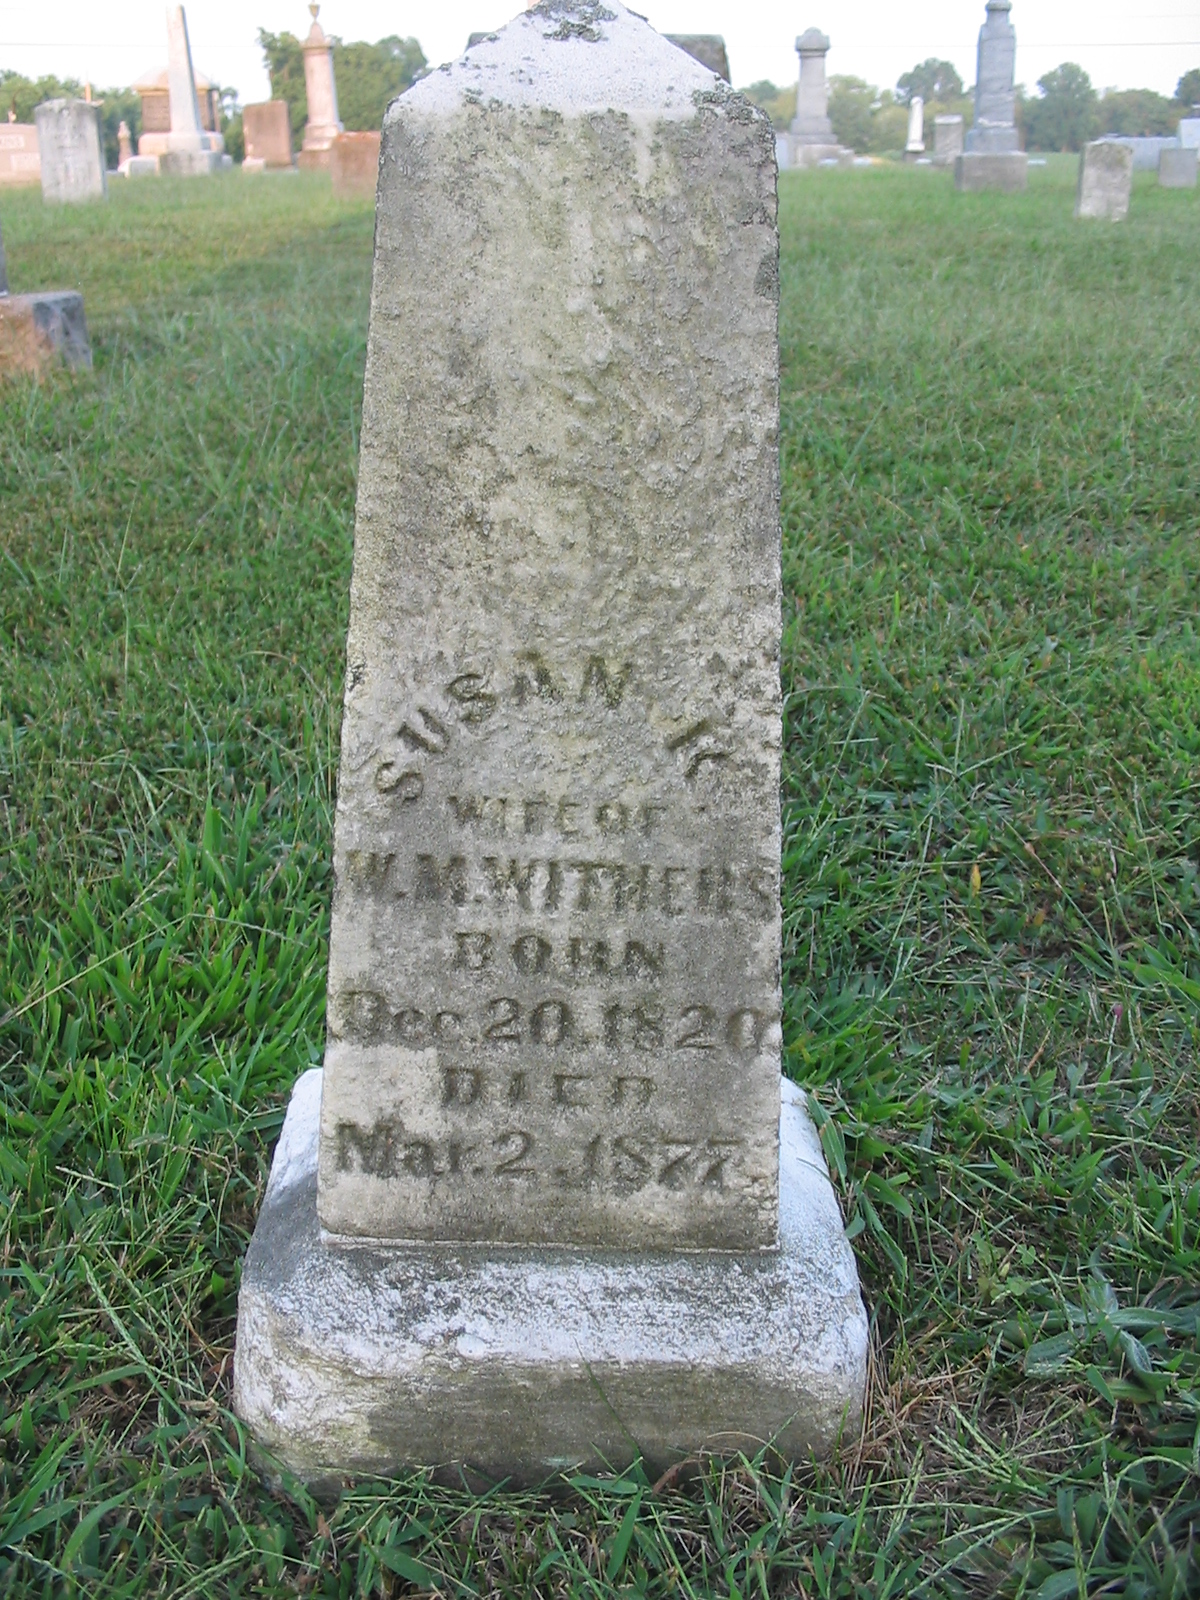 SUSAN K
WIFE OF
W. M. WITHERS
BORN
Dec. 20. 1820
DIED
Mar. 2. 1877.